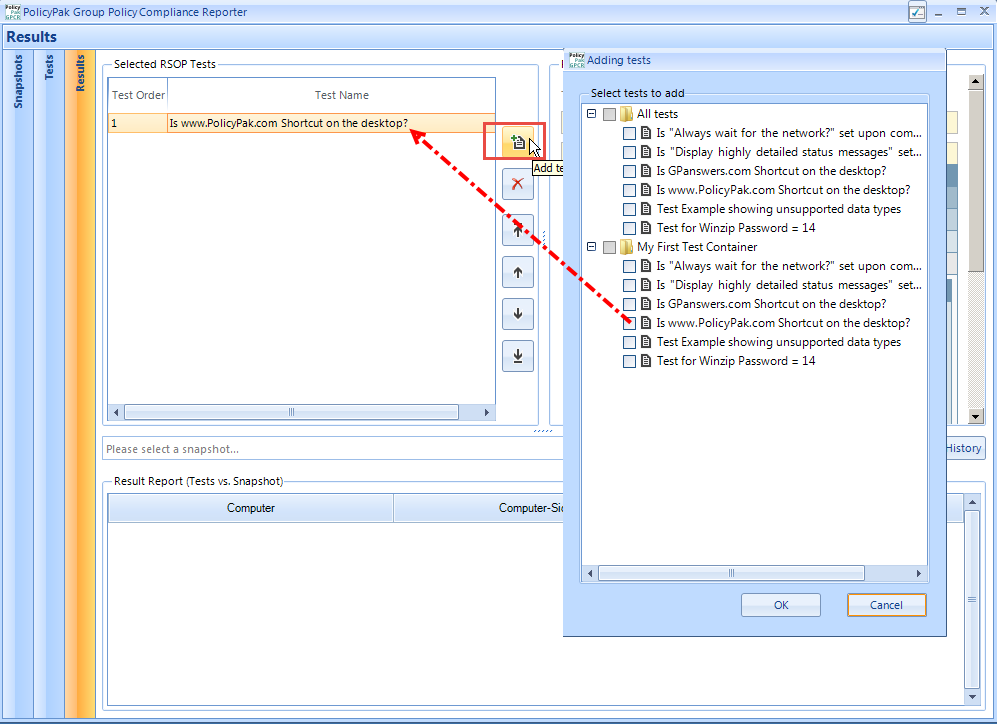 Policy
Pak
GPCR
PolicyPak Group Policy Compliance Reporter
Results
Snapshots
Tests
Results
Selected RSOP Tests
Test Order
Test Name
1
Is www.PolicyPak.com Shortcut on the desktop?
Add te
Please select a snapshot...
History
Result Report (Tests vs. Snapshot)
Computer
Computer-Sid
Policy
Pak
GPCR
Adding tests
Select tests to add
All tests
Is "Always wait for the network?" set upon com...
Is "Display highly detailed status messages" set...
Is GPanswers.com Shortcut on the desktop?
Is www.PolicyPak.com Shortcut on the desktop?
Test Example showing unsupported data types
Test for Winzip Password = 14
My First Test Container
Is "Always wait for the network?" set upon com...
Is "Display highly detailed status messages" set...
Is GPanswers.com Shortcut on the desktop?
Is www.PolicyPak.com Shortcut on the desktop?
Test Example showing unsupported data types
Test for Winzip Password = 14
OK
Cancel